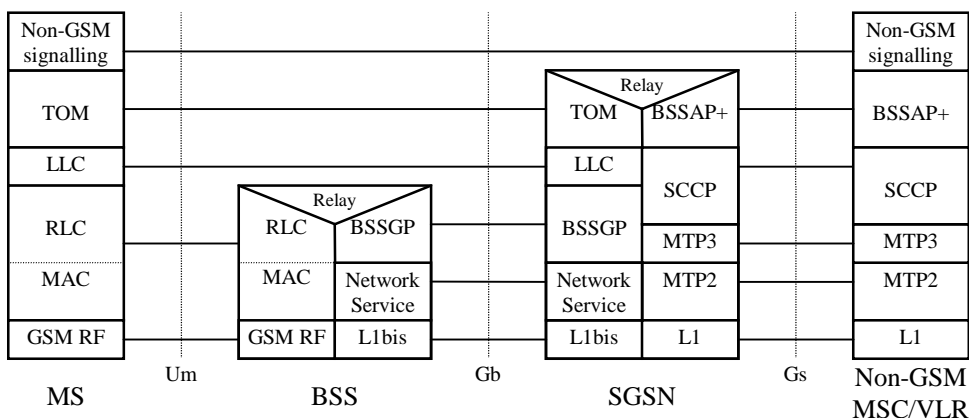 Non-GSM
signalling
Non-GSM
signalling
TOM
Relay
TOM
BSSAP+
BSSAP+
LLC
LLC
SCCP
SCCP
RLC
Relay
RLC
BSSGP
BSSGP
MTP3
MTP3
MAC
MAC
Network
Service
Network
Service
MTP2
MTP2
GSM RF
GSM RF
L1bis
L1bis
L1
L1
Um
Gb
Gs
MS
BSS
SGSN
Non-GSM
MSC/VLR